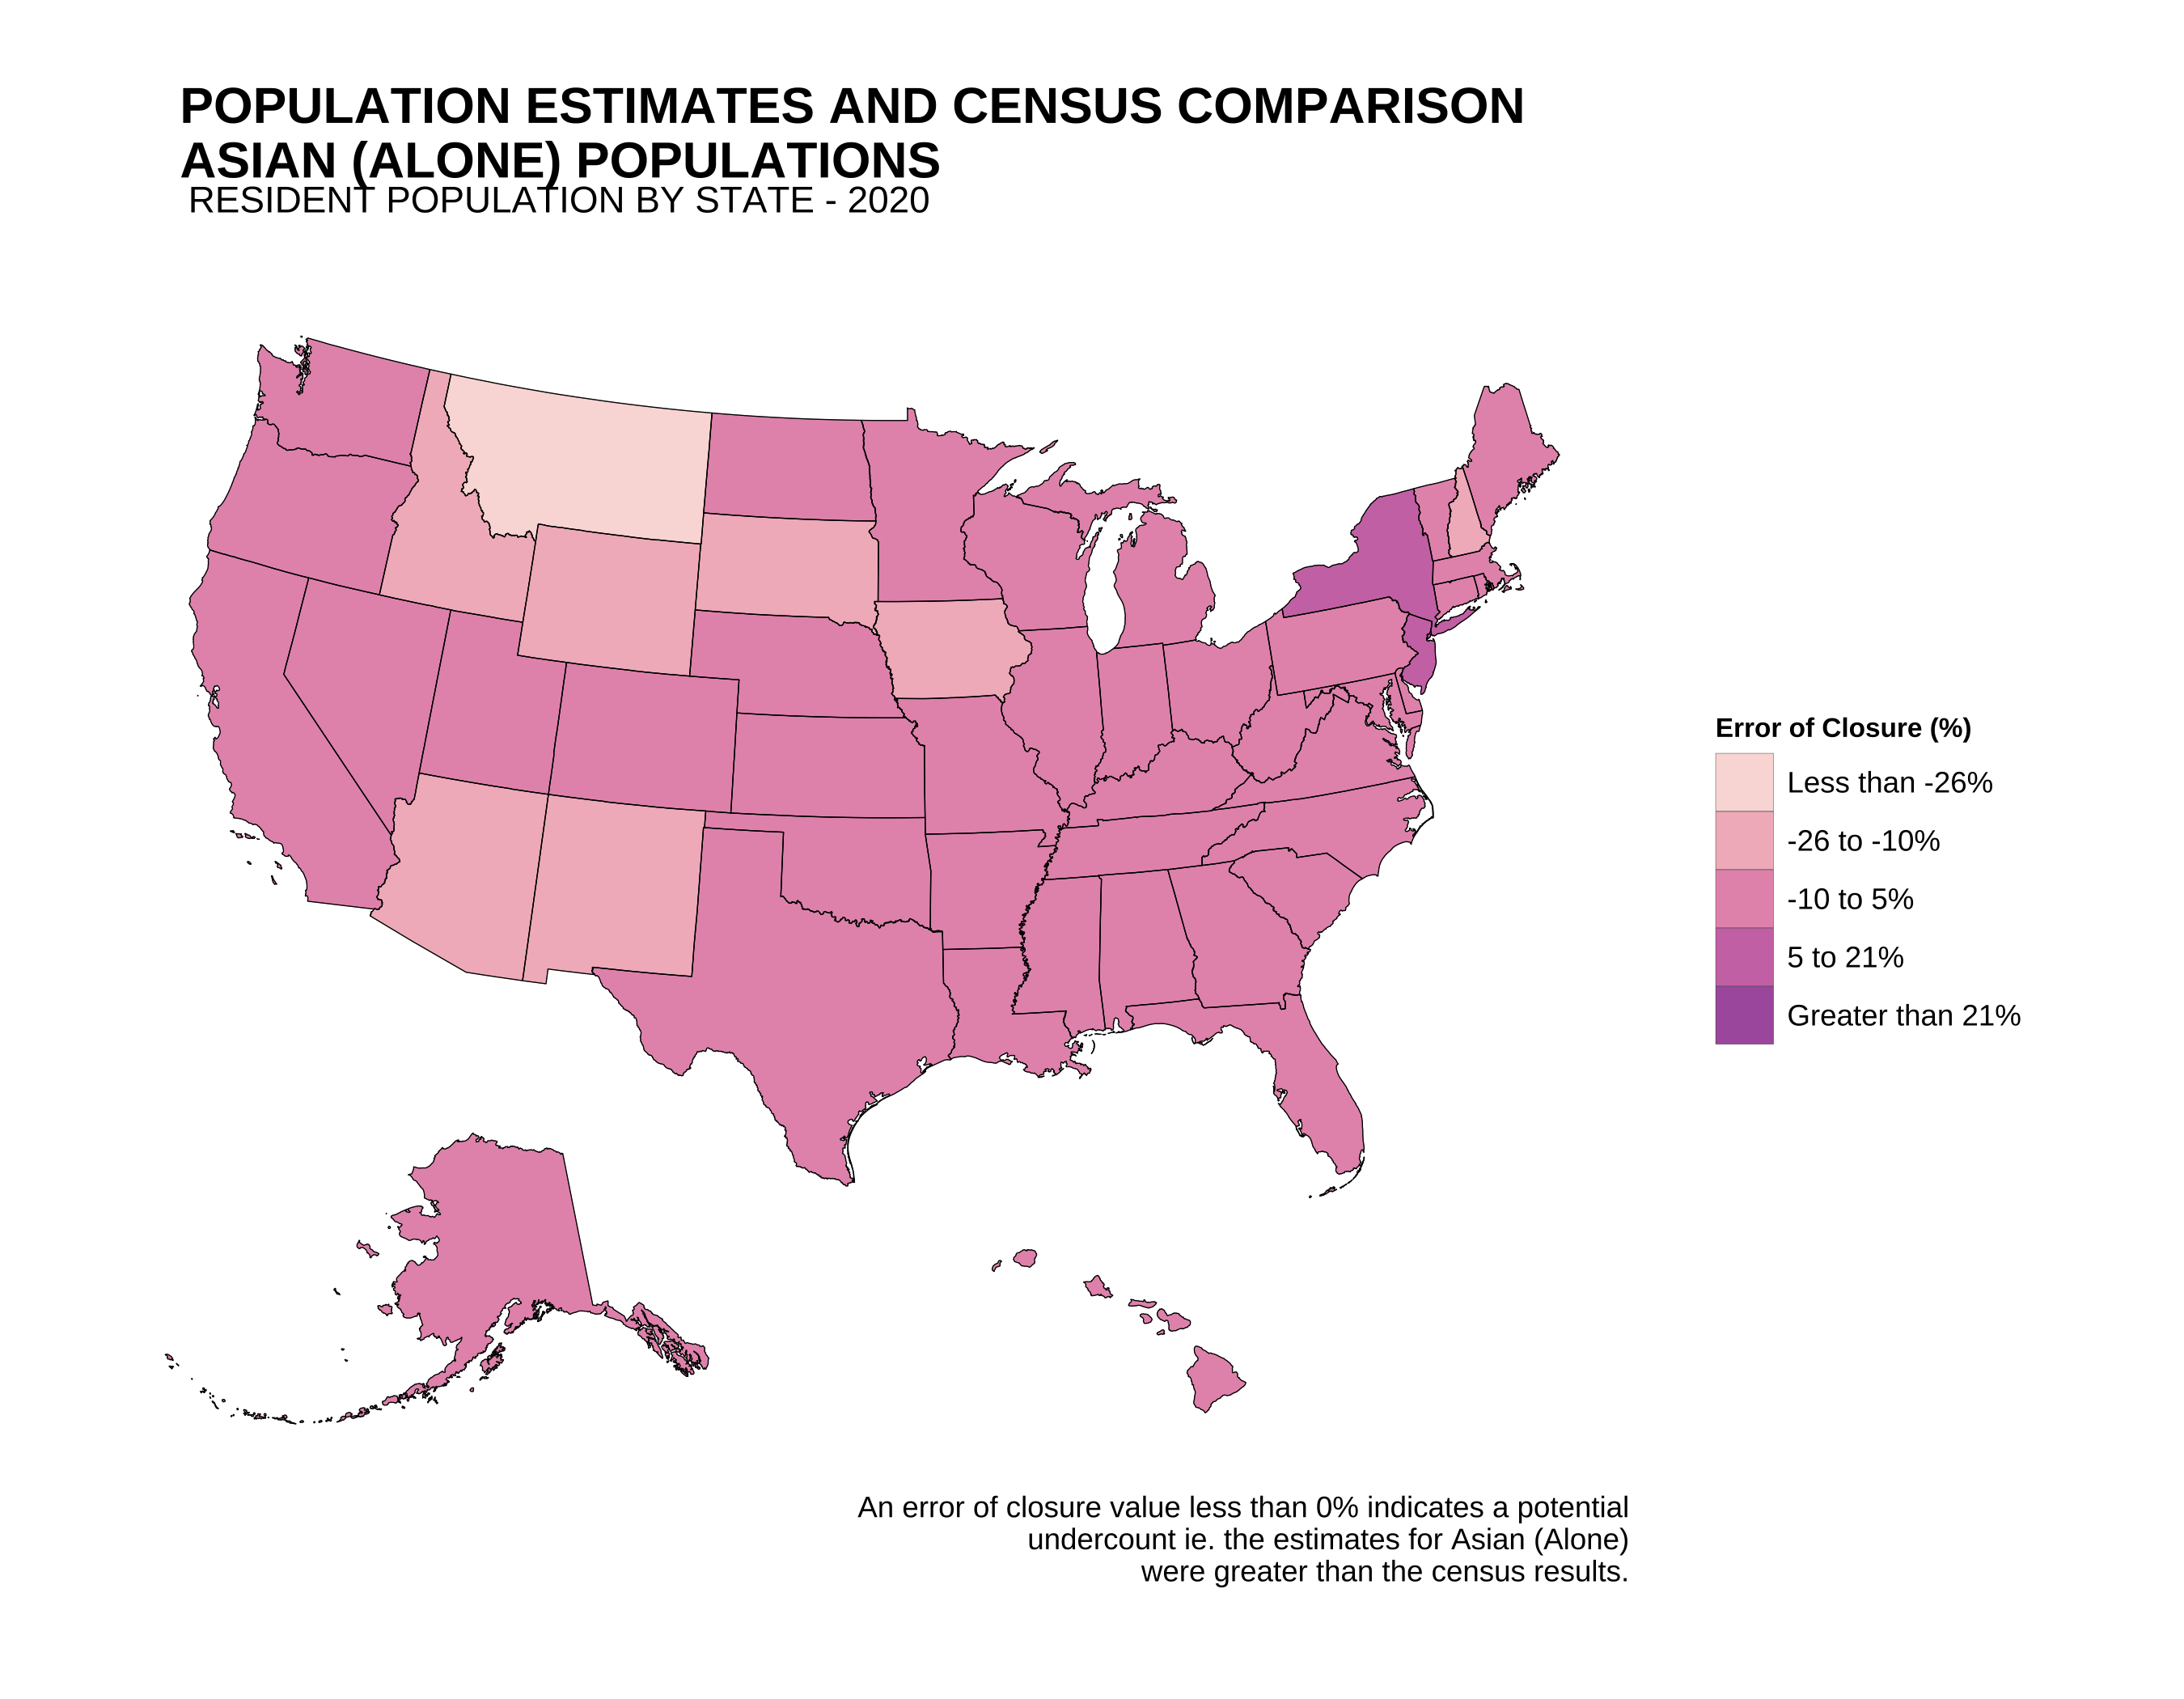 POPULATION ESTIMATES AND CENSUS COMPARISON
ASIAN (ALONE) POPULATIONS
RESIDENT POPULATION BY STATE - 2020
Error of Closure (%)
Less than -26%
-26 to -10%
-10 to 5%
5 to 21%
Greater than 21%
An error of closure value less than 0% indicates a potential
undercount ie. the estimates for Asian (Alone)
were greater than the census results.